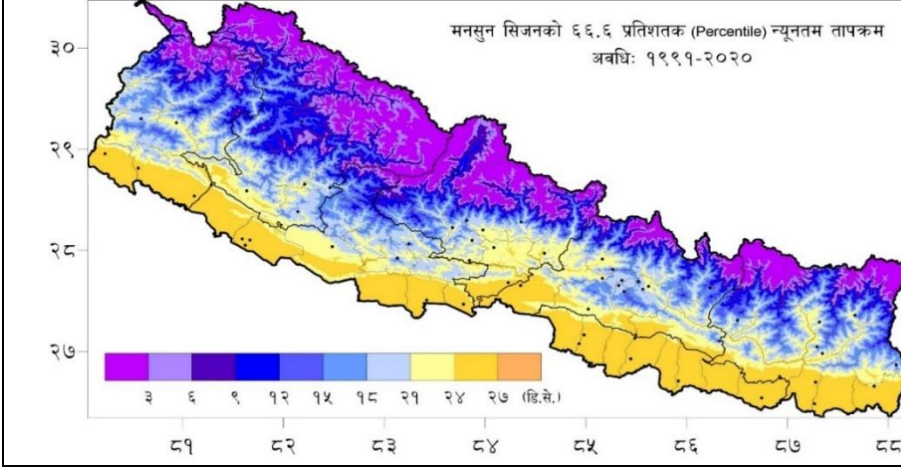 मनसुन सिजनको ६६.६ प्रतिशतक (Percentile) न्यूनतम तापक्रम
अवधिः १९९१-२०२०
३०
२९
२८
२७
३ ६ ९ १२ १५ १८ २१ २४ २७ (डि.से.)
८१ ८२ ८३ ८४ ८५ ८६ ८७ ८८